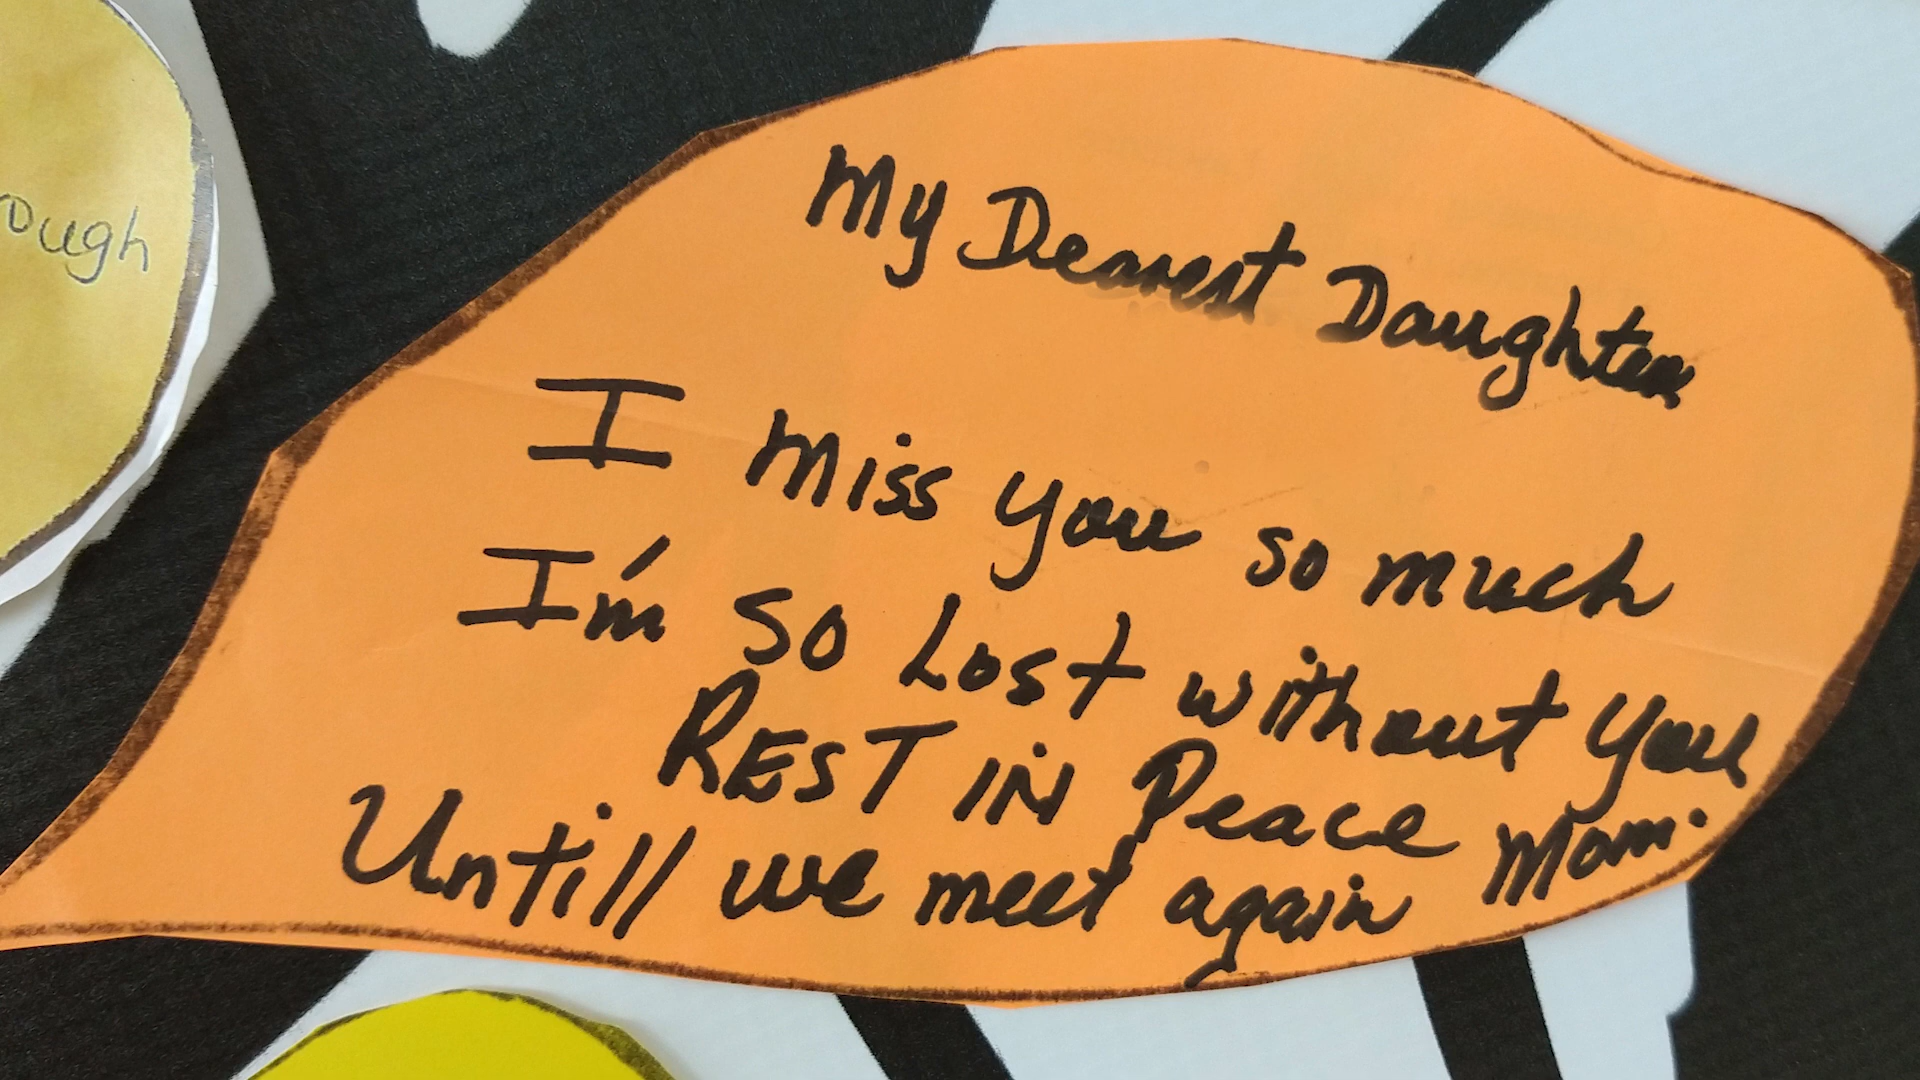 ough
My Dearest Daughter
I miss you so much
I'm so Lost without you
REST IN Peace
Untill we meet again Mom.